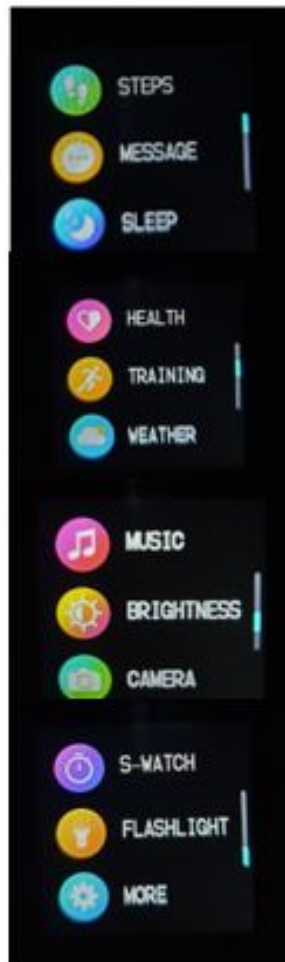 STEPS
MESSAGE
SLEEP
HEALTH
TRAINING
WEATHER
MUSIC
BRIGHTNESS
CAMERA
S-WATCH
FLASHLIGHT
MORE